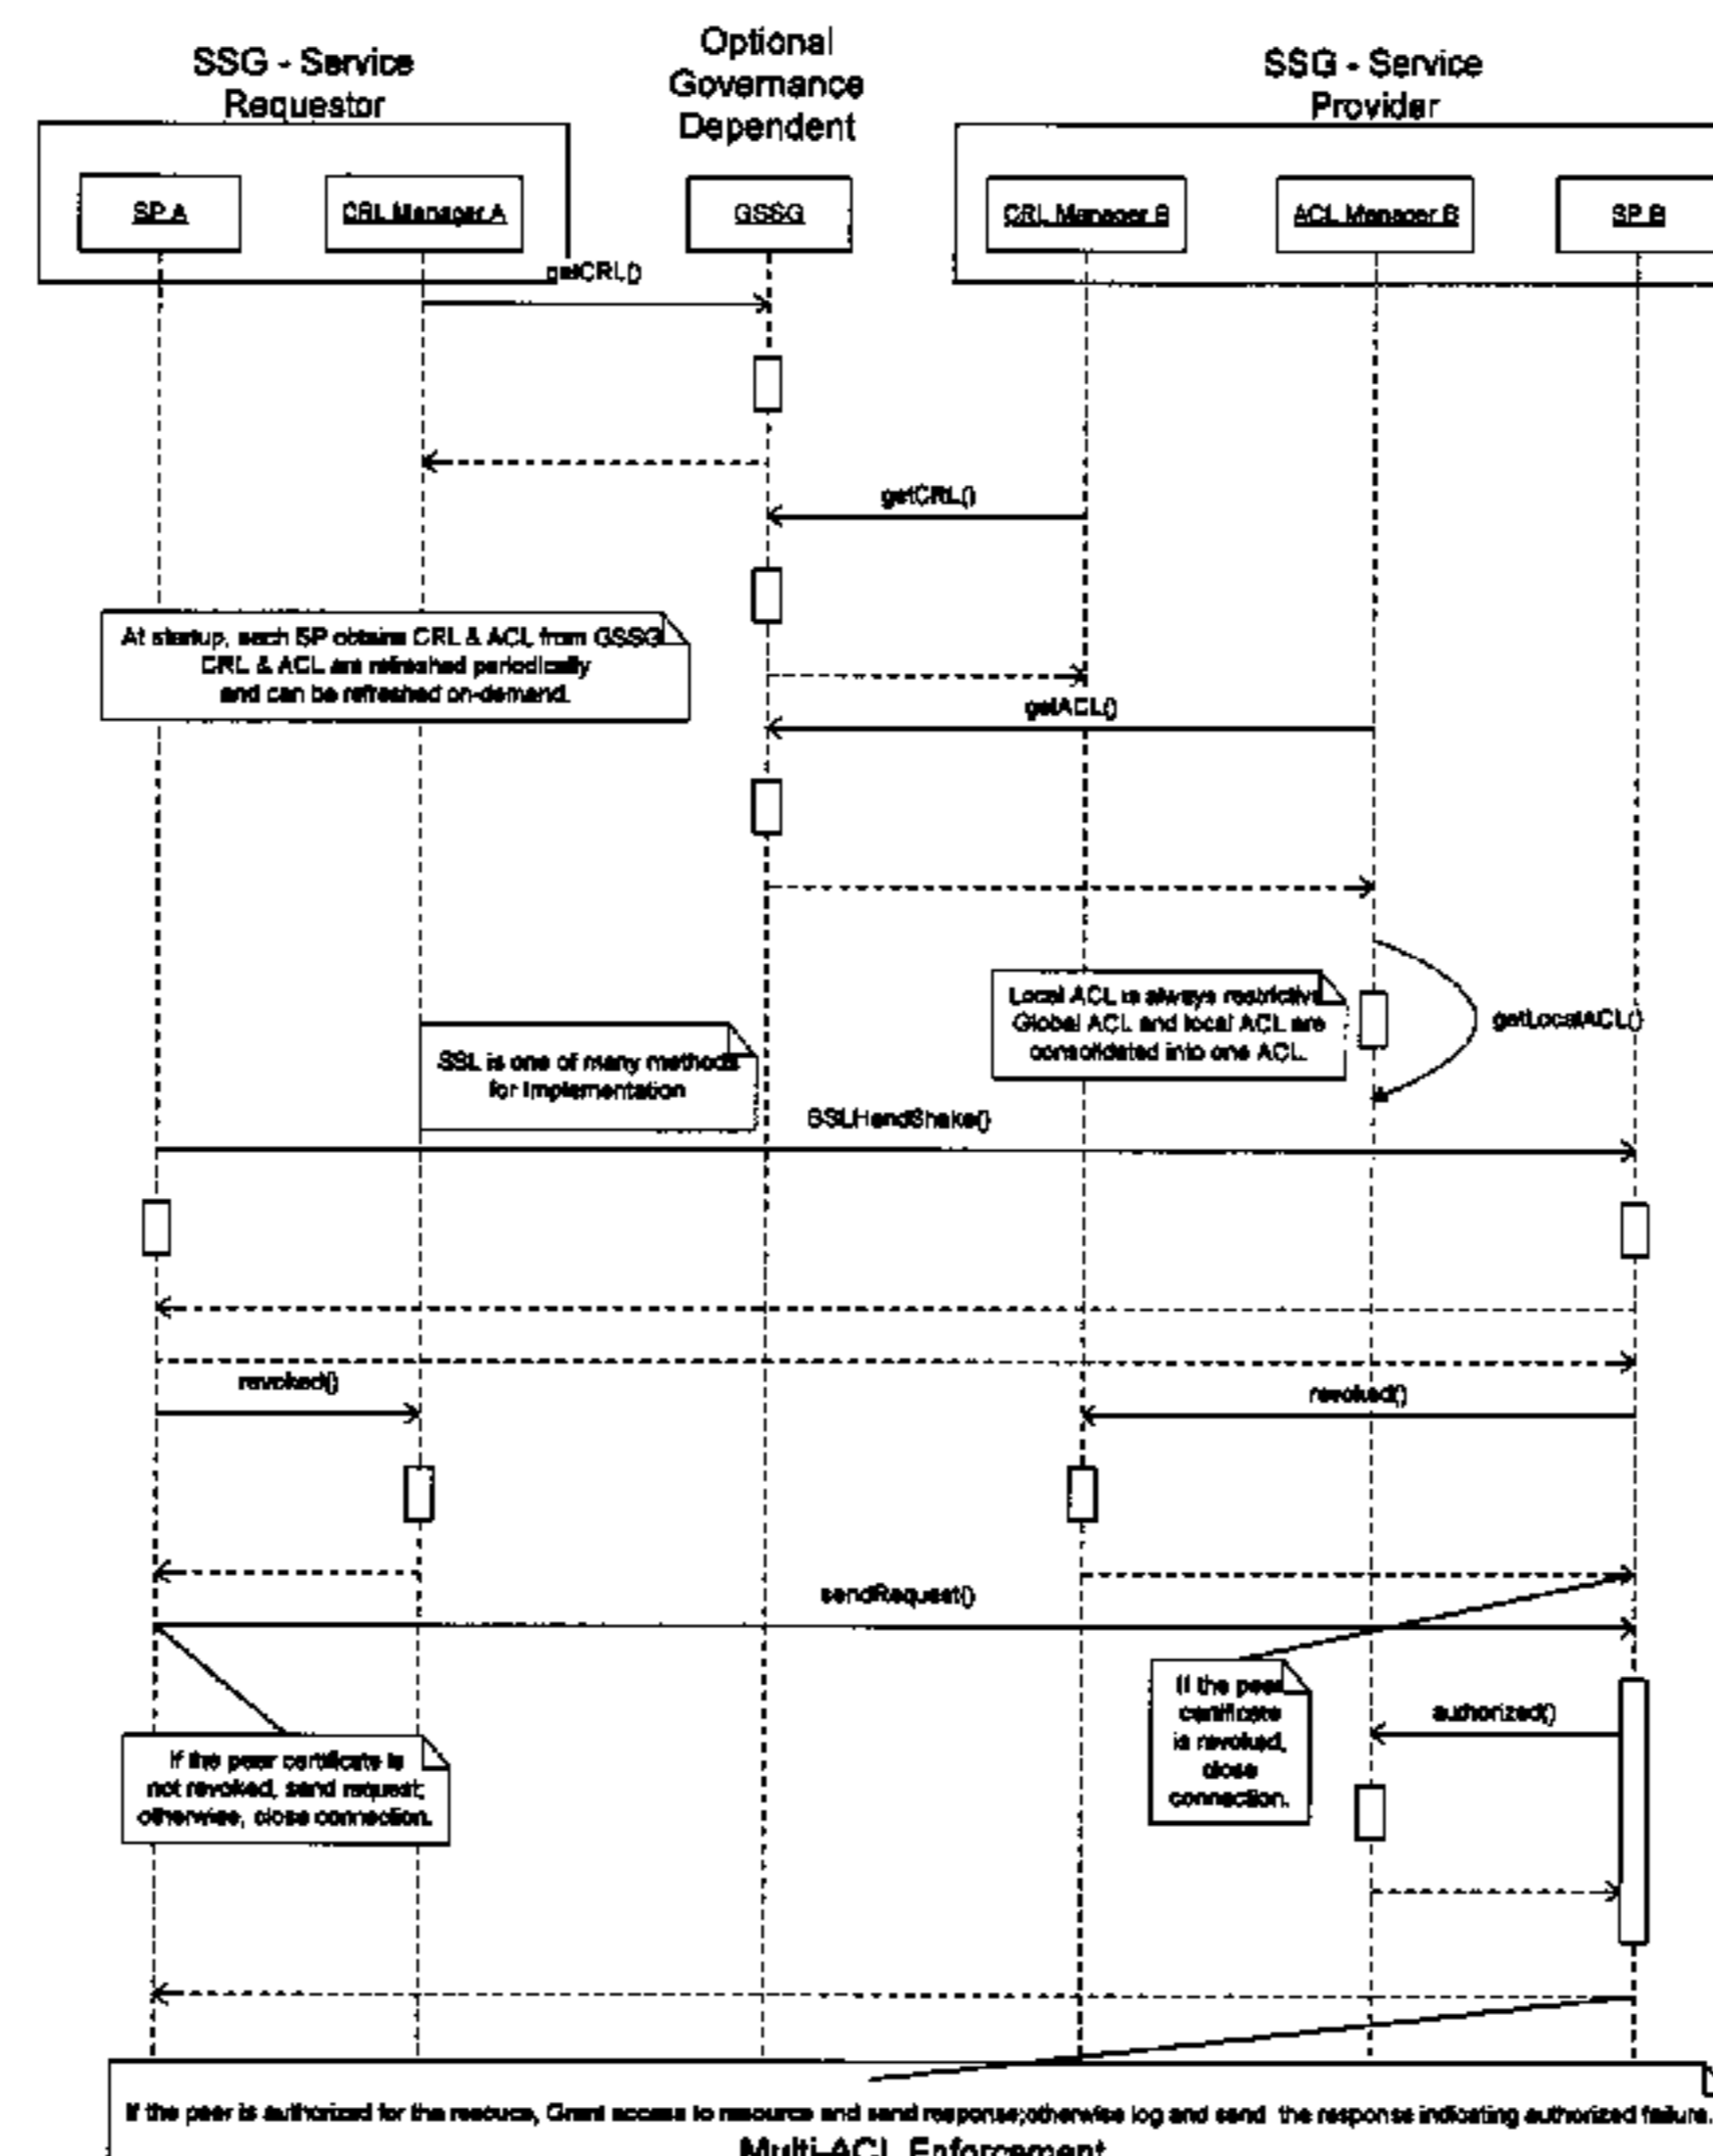 SSG - Service
Requestor
Optional
Governance
Dependent
SSG - Service
Provider
SP A
CRL Manager A
GSSG
CRL Manager B
ACL Manager B
SP B
getCRL()
getCRL()
At startup, each SP obtains CRL & ACL from GSSG
CRL & ACL are refreshed periodically
and can be refreshed on-demand.
getACL()
Local ACL is always restrictive
Global ACL and local ACL are
consolidated into one ACL.
getLocalACL()
SSL is one of many methods
for Implementation
SSLHandShake()
revoked()
revoked()
sendRequest()
If the peer
certificate
is revoked,
close
connection.
authorized()
If the peer certificate is
not revoked, send request;
otherwise, close connection.
If the peer is authorized for the resouce, Grant access to resource and send response;otherwise log and send the response indicating authorized failure.
Multi-ACL Enforcement